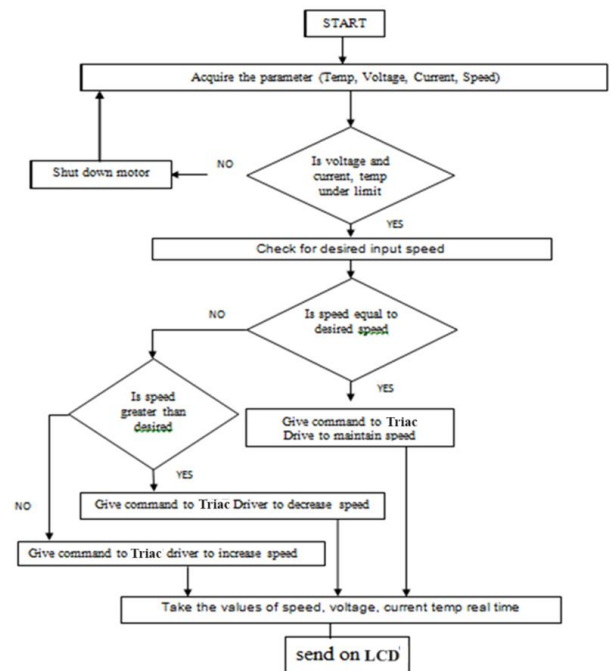 START
Acquire the parameter (Temp, Voltage, Current, Speed)
Is voltage and
current, temp
under limit
NO
Shut down motor
YES
Check for desired input speed
Is speed equal to
desired speed
NO
YES
Is speed
greater than
desired
Give command to Triac
Drive to maintain speed
YES
NO
Give command to Triac Driver to decrease speed
Give command to Triac driver to increase speed
Take the values of speed, voltage, current temp real time
send on LCD